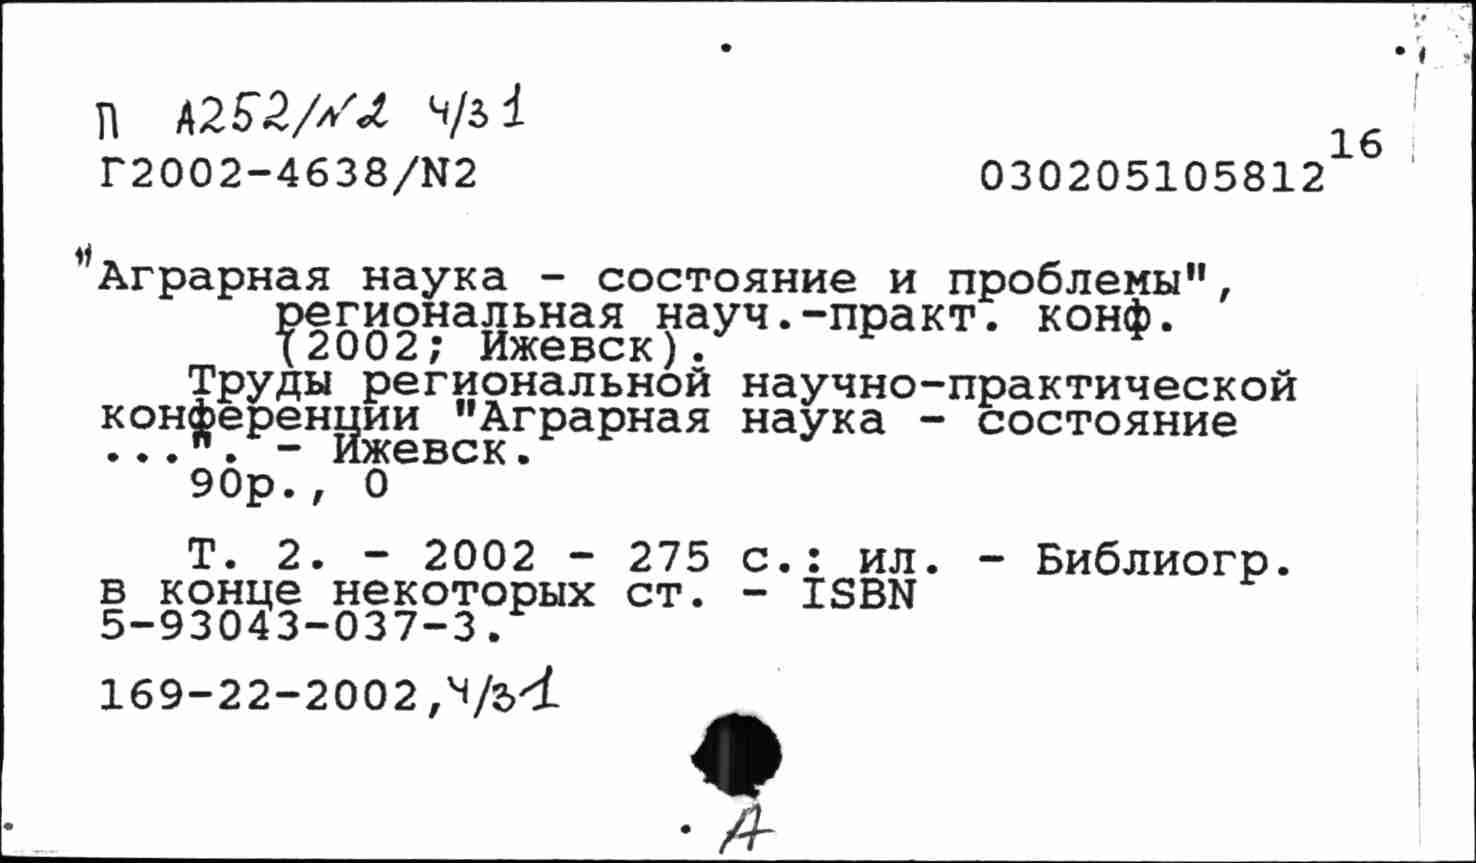 П А252/N2 Ч/З1
Г2002-4638/N2 030205105812 16
"Аграрная наука - состояние и проблемы",
региональная науч.-практ. конф.
(2002; Ижевск).
Труды региональной научно-практической
конференции "Аграрная наука - состояние
...". - Ижевск.
90р., 0
Т. 2. - 2002 - 275 с.: ил. - Библиогр.
в конце некоторых ст. - ISBN
5-93043-037-3.
169-22-2002, Ч/З1
А